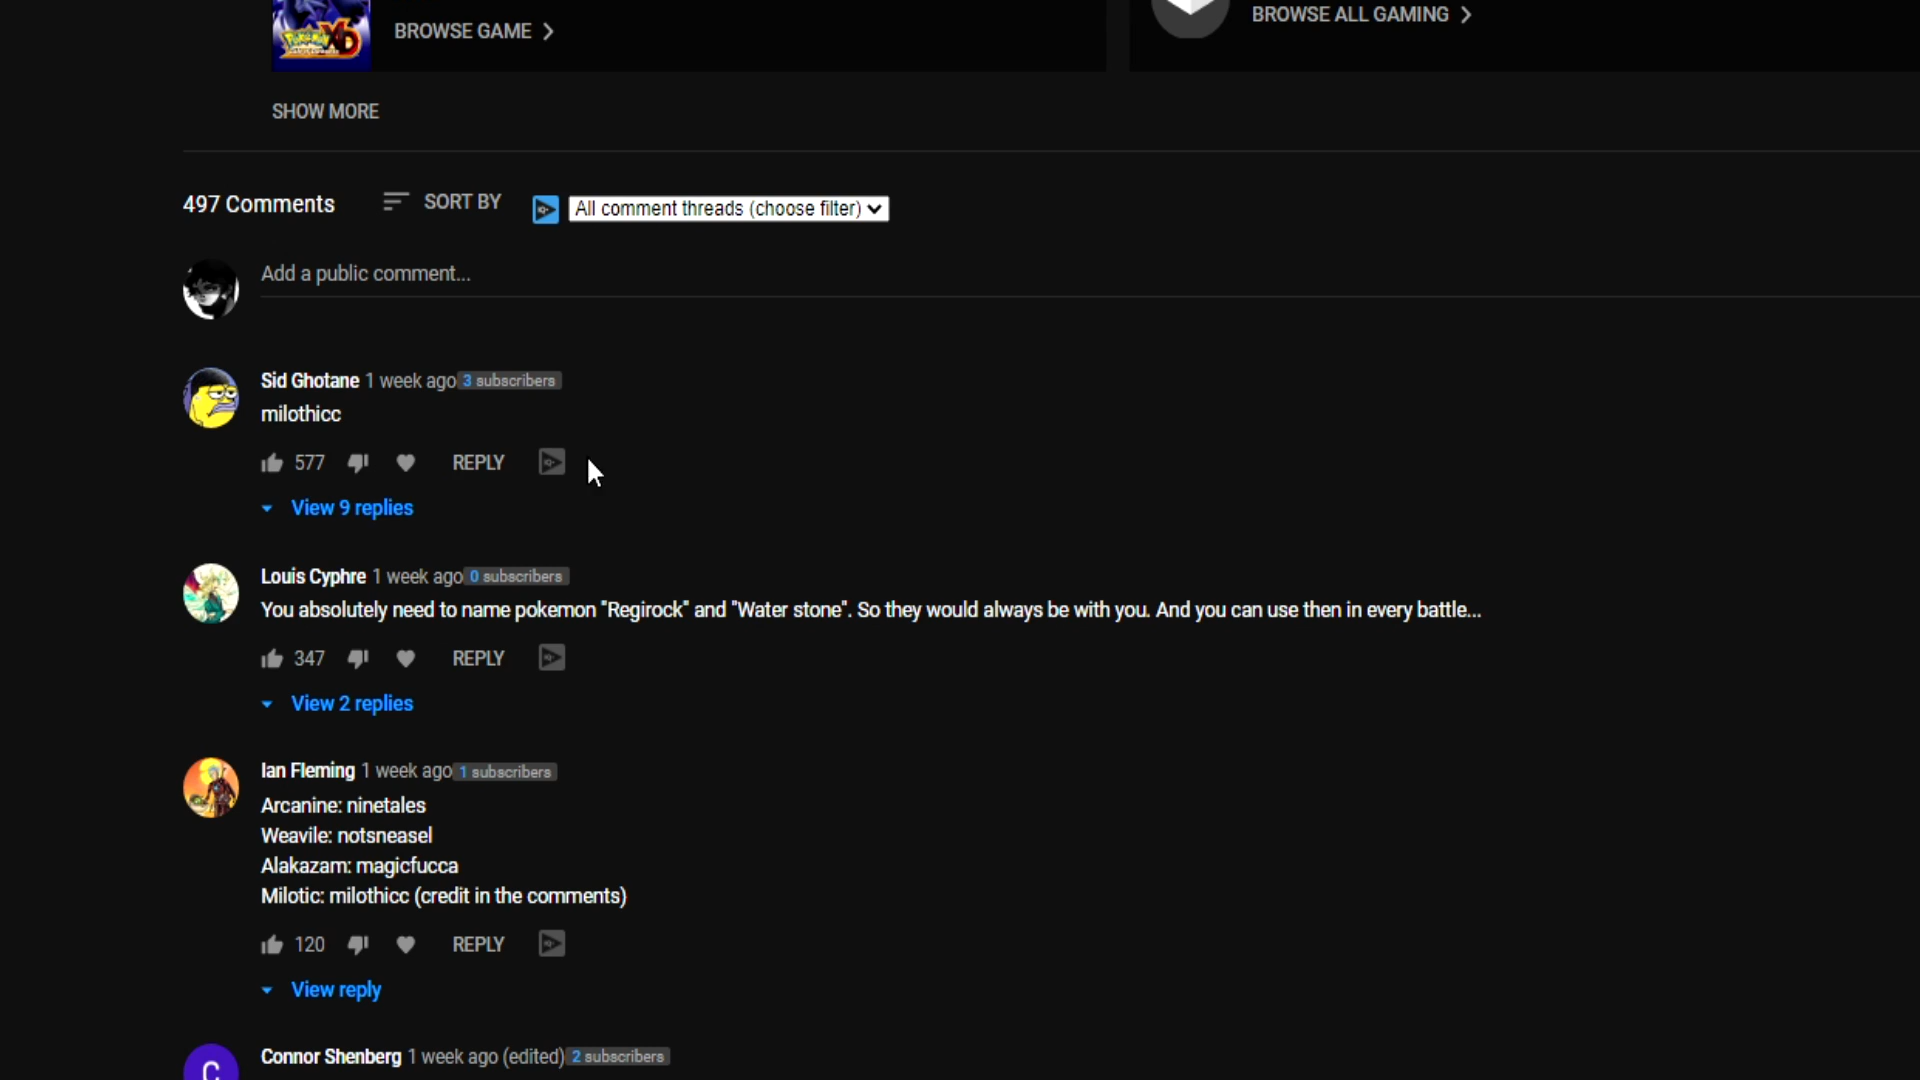 Pokémon XD
BROWSE GAME
BROWSE ALL GAMING
SHOW MORE
497 Comments
SORT BY
All comment threads (choose filter)
Add a public comment...
Sid Ghotane 1 week ago 3 subscribers
milothicc
577 REPLY
View 9 replies
Louis Cyphre 1 week ago 0 subscribers
You absolutely need to name pokemon "Regirock" and "Water stone". So they would always be with you. And you can use then in every battle...
347 REPLY
View 2 replies
Ian Fleming 1 week ago 1 subscribers
Arcanine: ninetales
Weavile: notsneasel
Alakazam: magicfucca
Milotic: milothicc (credit in the comments)
120 REPLY
View reply
C
Connor Shenberg 1 week ago (edited) 2 subscribers